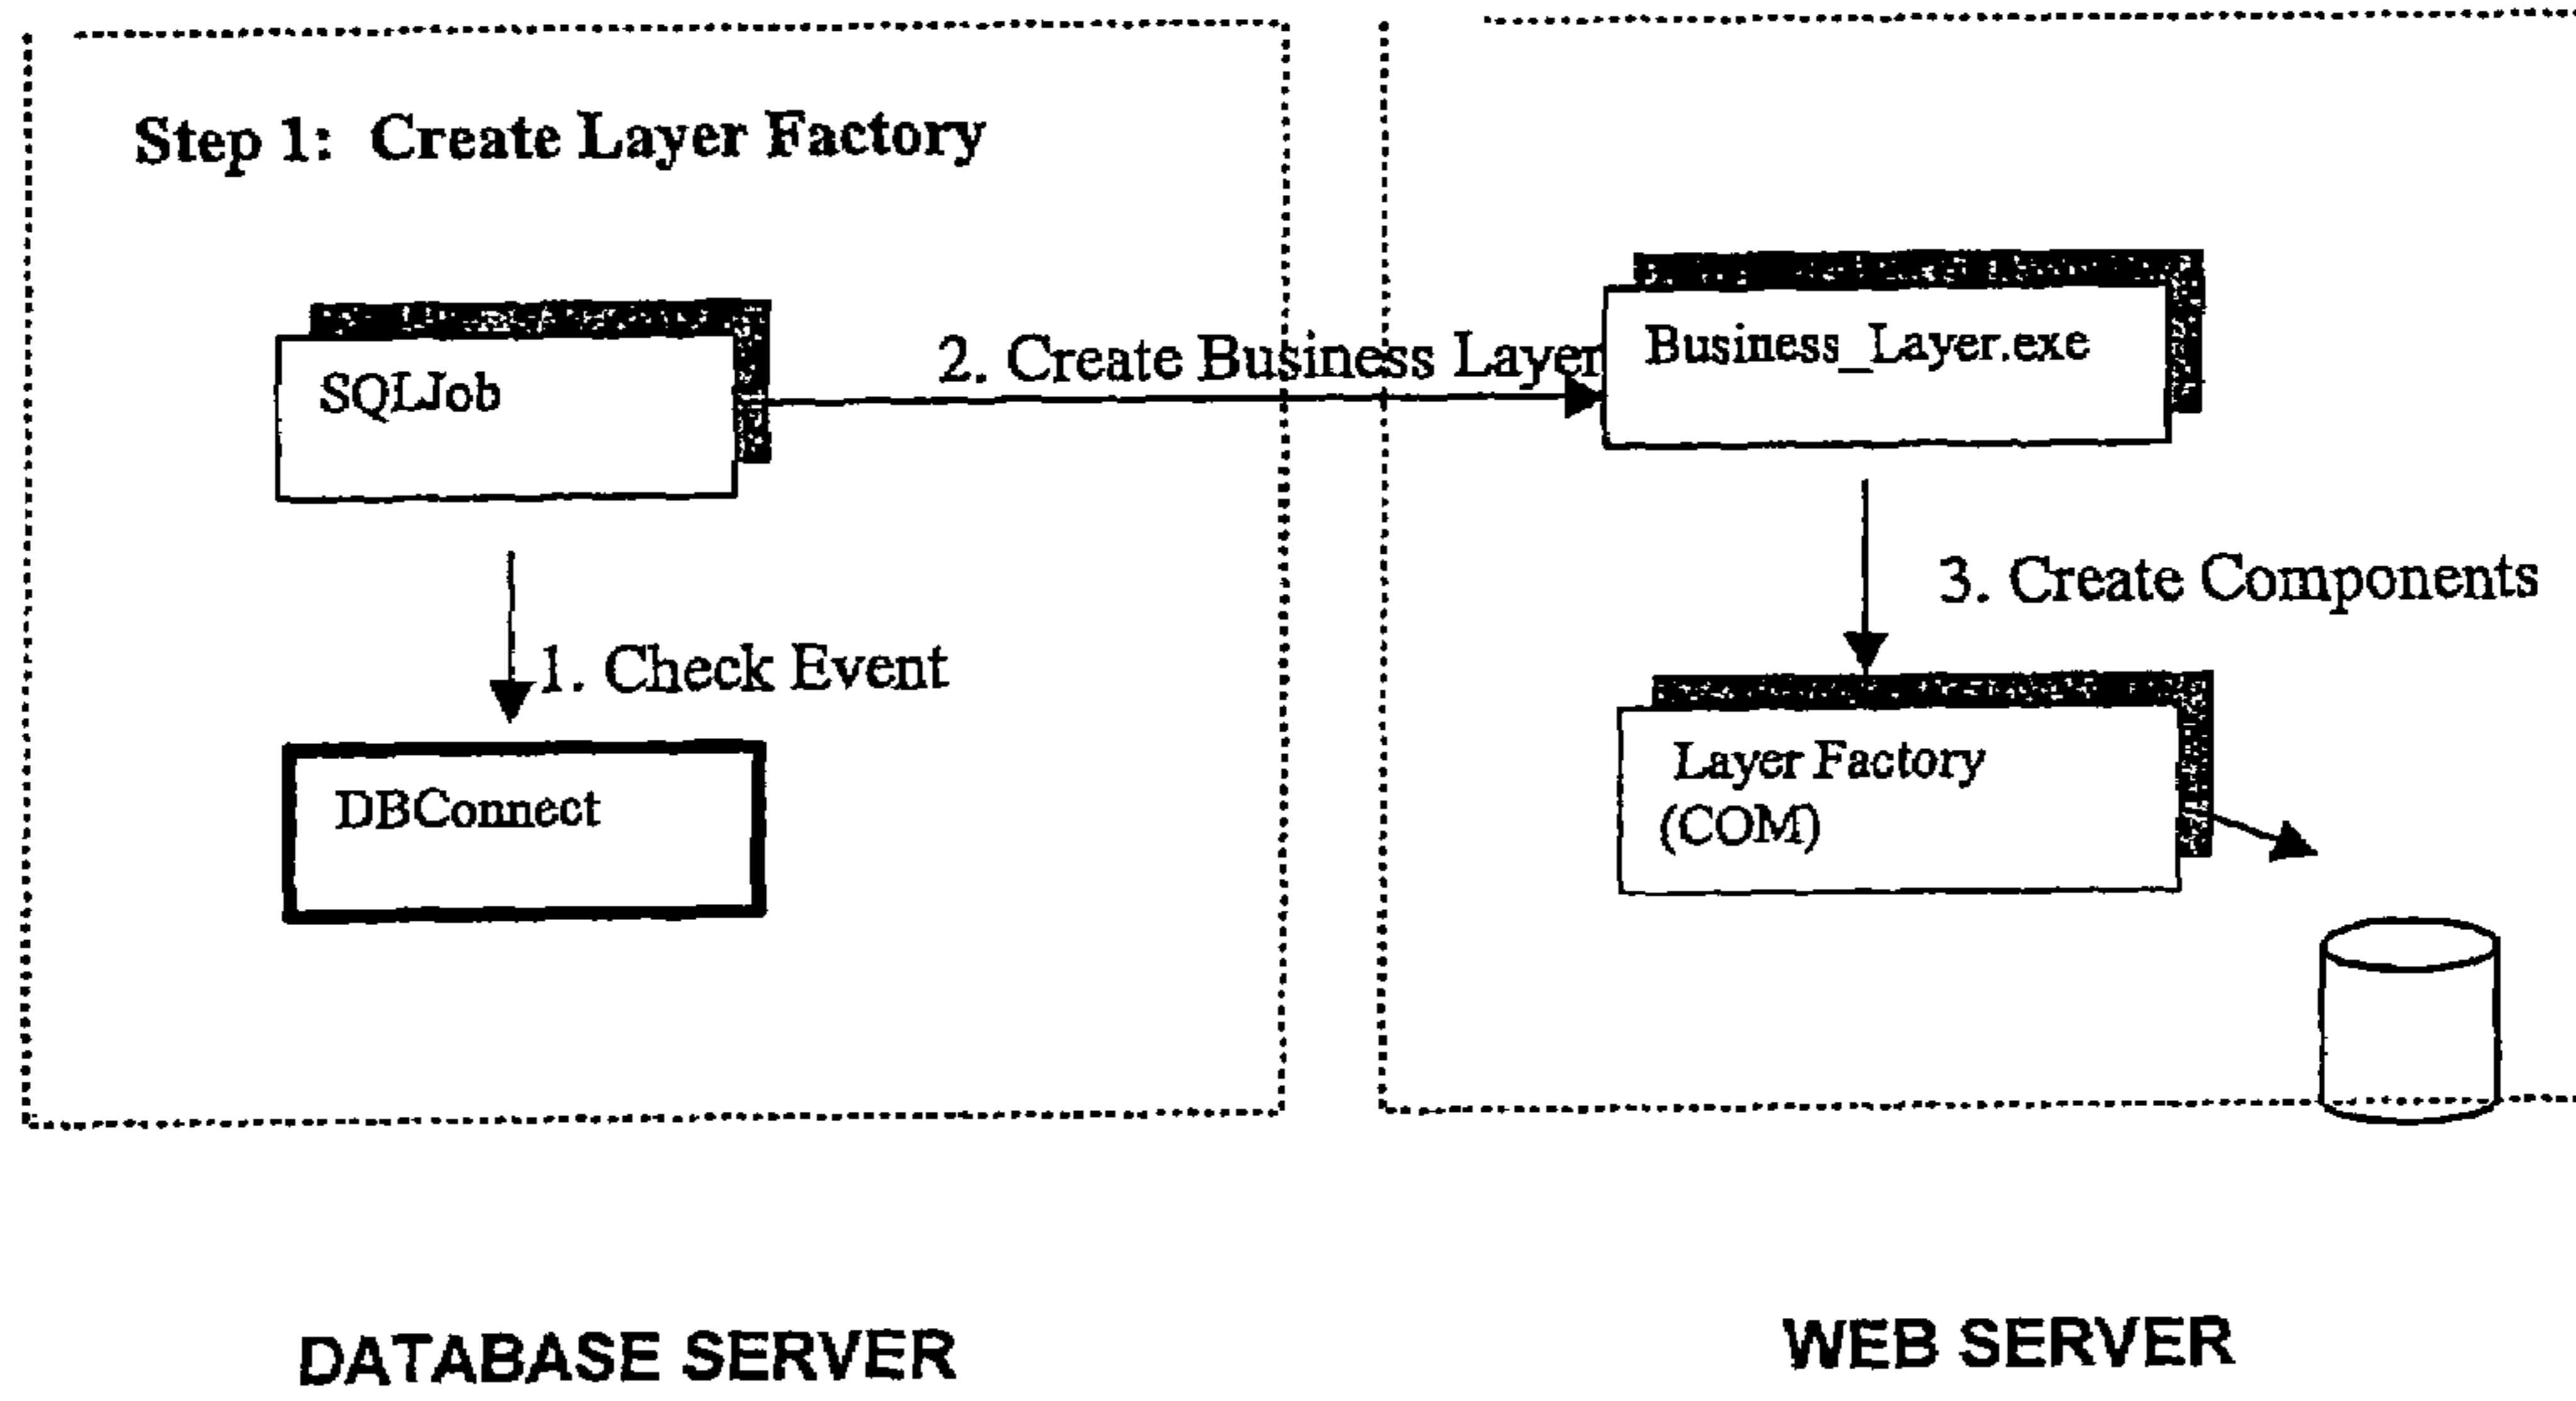 Step 1: Create Layer Factory
SQLJob
2. Create Business Layer
Business_Layer.exe
1. Check Event
3. Create Components
DBConnect
Layer Factory
(COM)
DATABASE SERVER
WEB SERVER